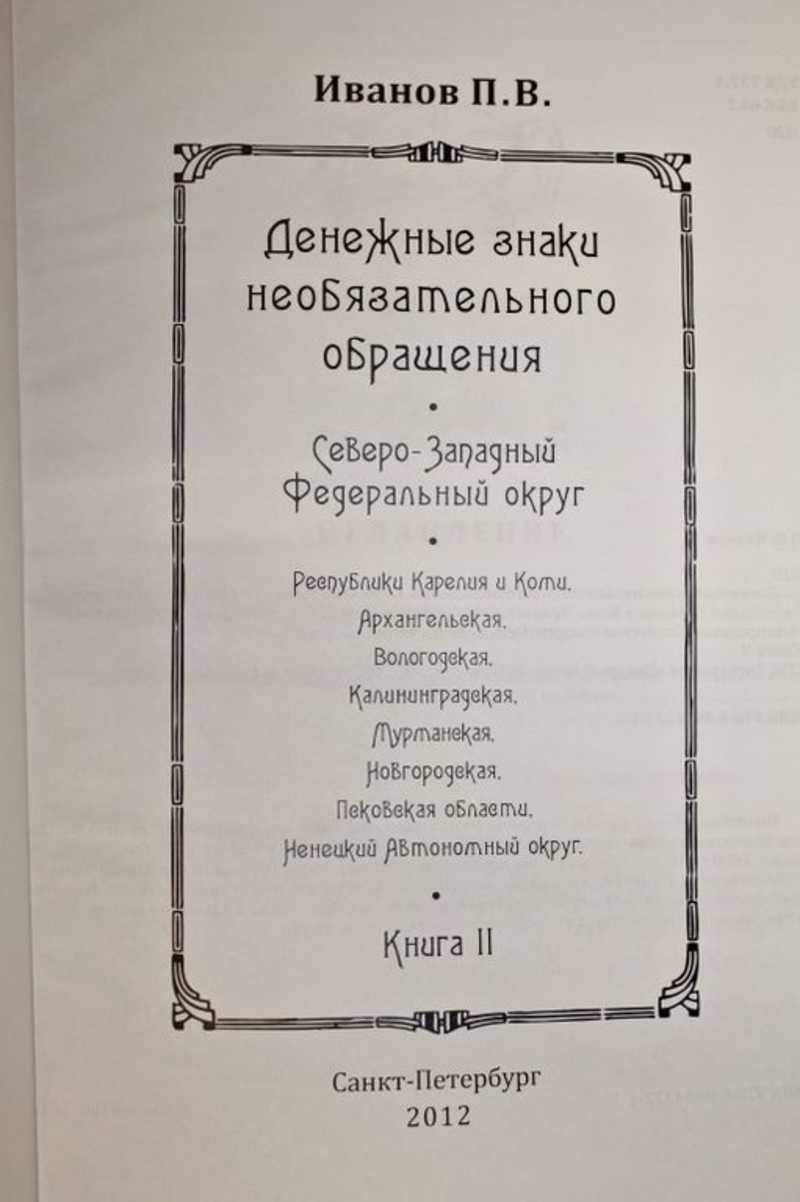 Иванов П.В.
Денежные знаки
необязательного
обращения
•
Северо-Западный
Федеральный округ
•
Республики Карелия и Коми,
Архангельская,
Вологодская,
Калининградская,
Мурманская,
Новгородская,
Псковская области,
Ненецкий Автономный округ.
•
Книга II
Санкт-Петербург
2012